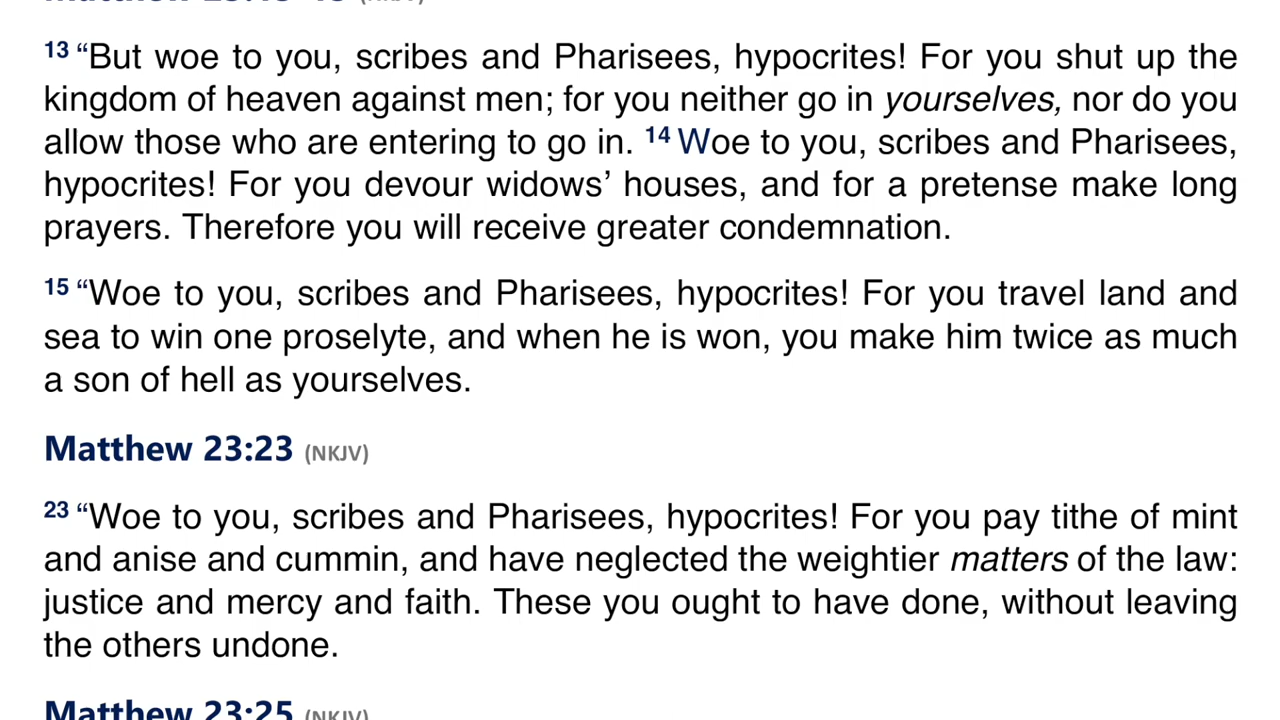 Matthew 23:13-15 (NKJV)
13 “But woe to you, scribes and Pharisees, hypocrites! For you shut up the
kingdom of heaven against men; for you neither go in yourselves, nor do you
allow those who are entering to go in. 14 Woe to you, scribes and Pharisees,
hypocrites! For you devour widows’ houses, and for a pretense make long
prayers. Therefore you will receive greater condemnation.
15 “Woe to you, scribes and Pharisees, hypocrites! For you travel land and
sea to win one proselyte, and when he is won, you make him twice as much
a son of hell as yourselves.
Matthew 23:23 (NKJV)
23 “Woe to you, scribes and Pharisees, hypocrites! For you pay tithe of mint
and anise and cummin, and have neglected the weightier matters of the law:
justice and mercy and faith. These you ought to have done, without leaving
the others undone.
Matthew 23:25 (NKJV)